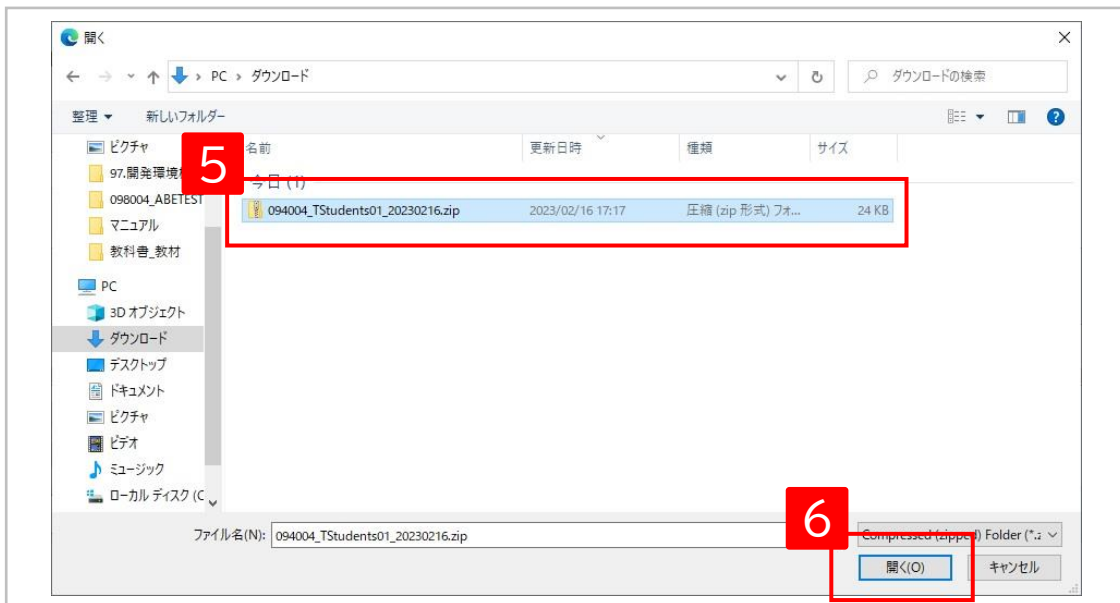 開く
PC › ダウンロード
ダウンロードの検索
整理 新しいフォルダー
5
名前 更新日時 種類 サイズ
今日 (1)
094004_TStudents01_20230216.zip 2023/02/16 17:17 圧縮 (zip 形式) フォ... 24 KB
ピクチャ
97.開発環境
098004_ABETEST
マニュアル
教科書_教材
PC
3D オブジェクト
ダウンロード
デスクトップ
ドキュメント
ピクチャ
ビデオ
ミュージック
ローカル ディスク (C
6
ファイル名(N): 094004_TStudents01_20230216.zip
Compressed (zipped) Folder (*.z
開く(O) キャンセル